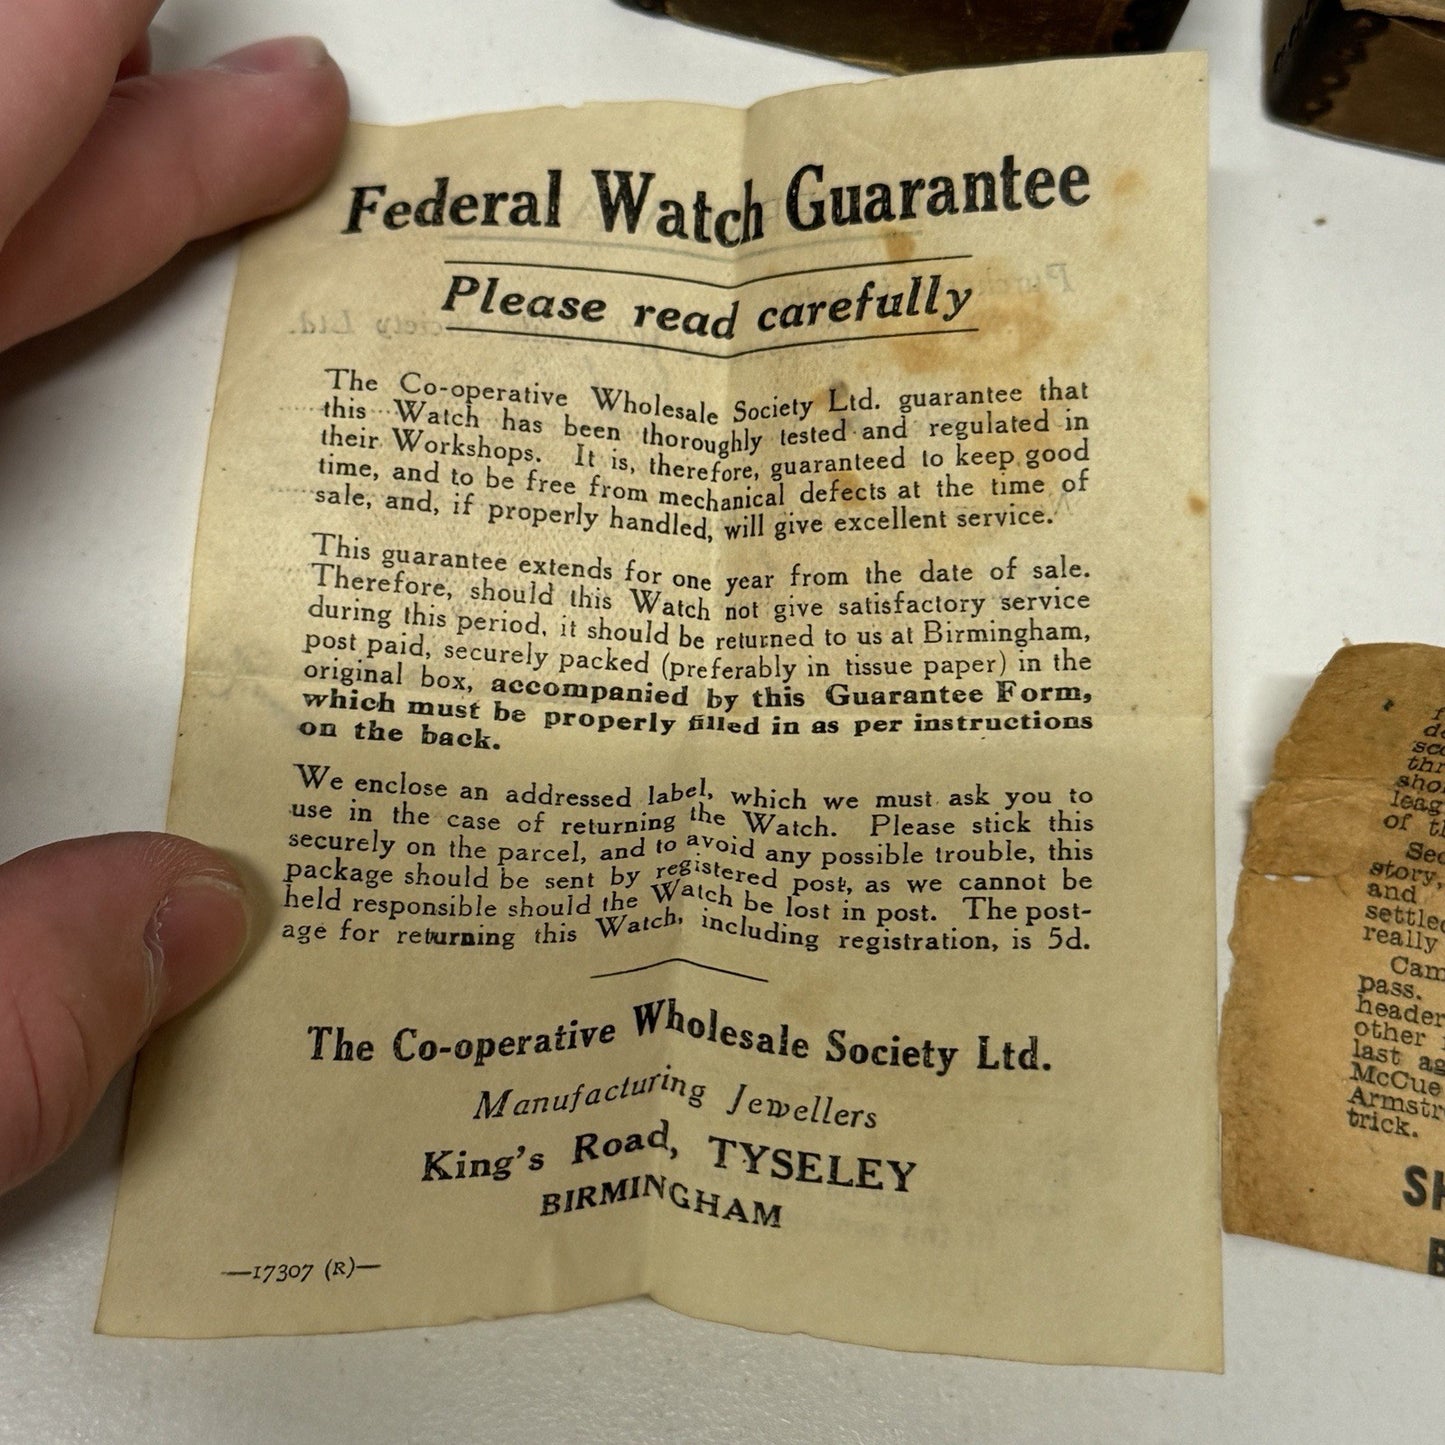 Federal Watch Guarantee
Please read carefully
The Co-operative Wholesale Society Ltd. guarantee that
this Watch has been thoroughly tested and regulated in
their Workshops. It is, therefore, guaranteed to keep good
time, and to be free from mechanical defects at the time of
sale, and, if properly handled, will give excellent service.
This guarantee extends for one year from the date of sale.
Therefore, should this Watch not give satisfactory service
during this period, it should be returned to us at Birmingham,
post paid, securely packed (preferably in tissue paper) in the
original box, accompanied by this Guarantee Form,
which must be properly filled in as per instructions
on the back.
We enclose an addressed label, which we must ask you to
use in the case of returning the Watch. Please stick this
securely on the parcel, and to avoid any possible trouble, this
package should be sent by registered post, as we cannot be
held responsible should the Watch be lost in post. The post-
age for returning this Watch, including registration, is 5d.
The Co-operative Wholesale Society Ltd.
Manufacturing Jewellers
King's Road, TYSELEY
BIRMINGHAM
—17307 (R)—
of
story,
and
settled
really
pass.
header
other
last
McCue
trick.